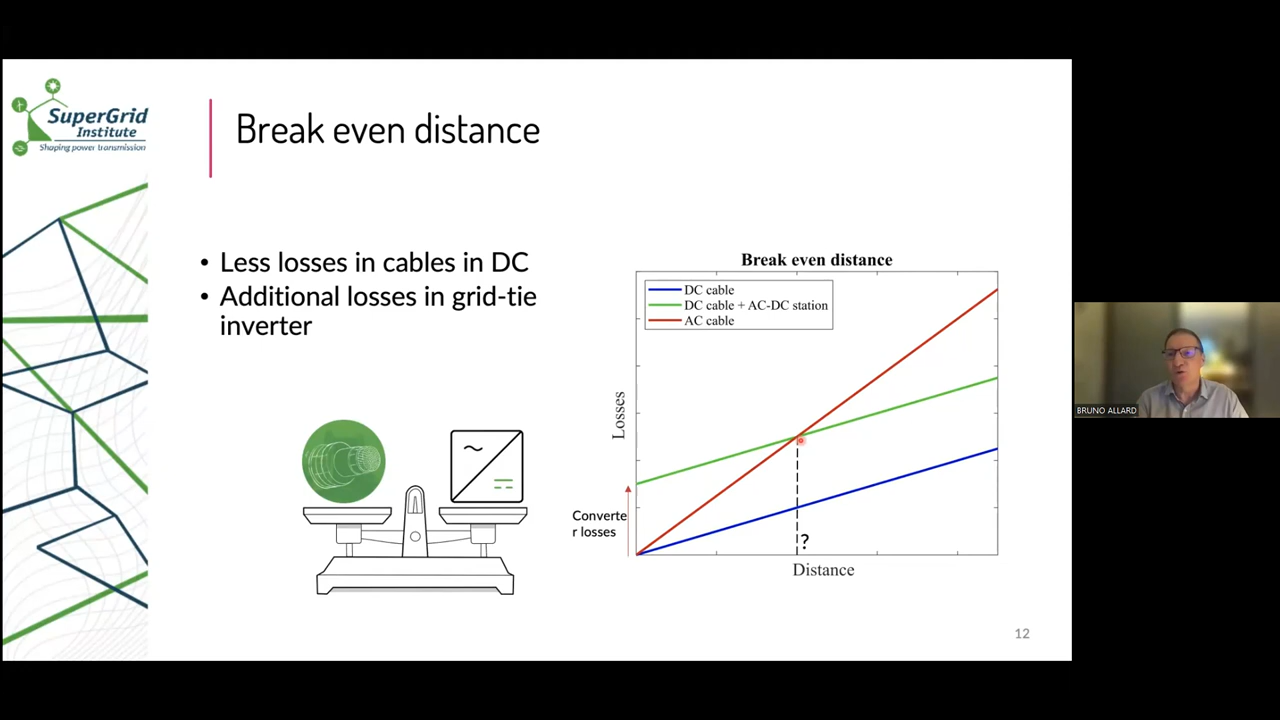 SuperGrid
Institute
Shaping power transmission
Break even distance
• Less losses in cables in DC
• Additional losses in grid-tie
inverter
Break even distance
DC cable
DC cable + AC-DC station
AC cable
Losses
Converte
r losses
?
Distance
12
BRUNO ALLARD